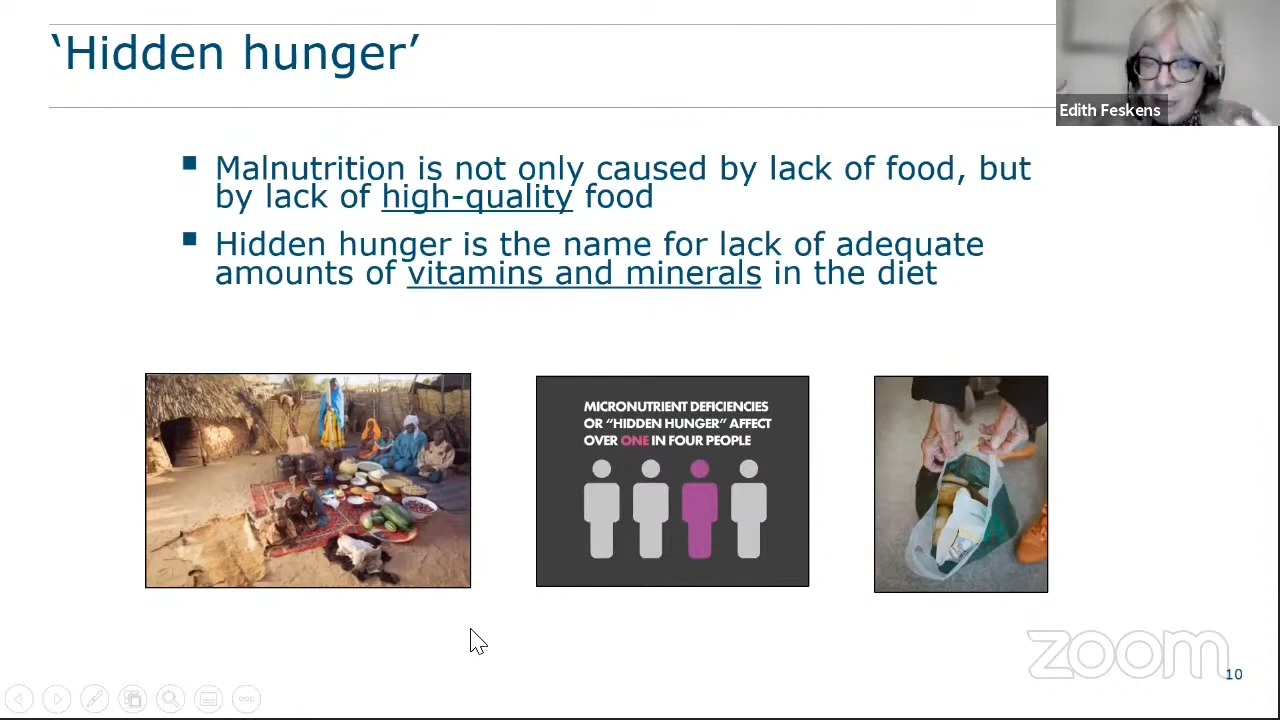 ‘Hidden hunger’
Edith Feskens
Malnutrition is not only caused by lack of food, but
by lack of high-quality food
Hidden hunger is the name for lack of adequate
amounts of vitamins and minerals in the diet
MICRONUTRIENT DEFICIENCIES
OR “HIDDEN HUNGER” AFFECT
OVER ONE IN FOUR PEOPLE
zoom
10